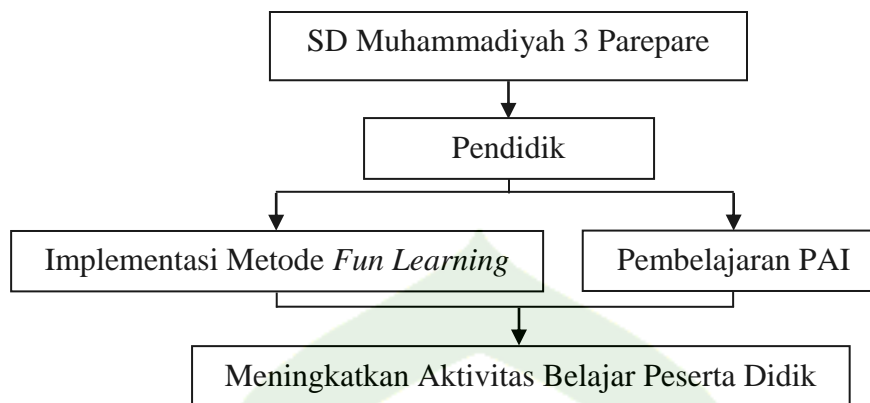 SD Muhammadiyah 3 Parepare
Pendidik
Implementasi Metode Fun Learning
Pembelajaran PAI
Meningkatkan Aktivitas Belajar Peserta Didik